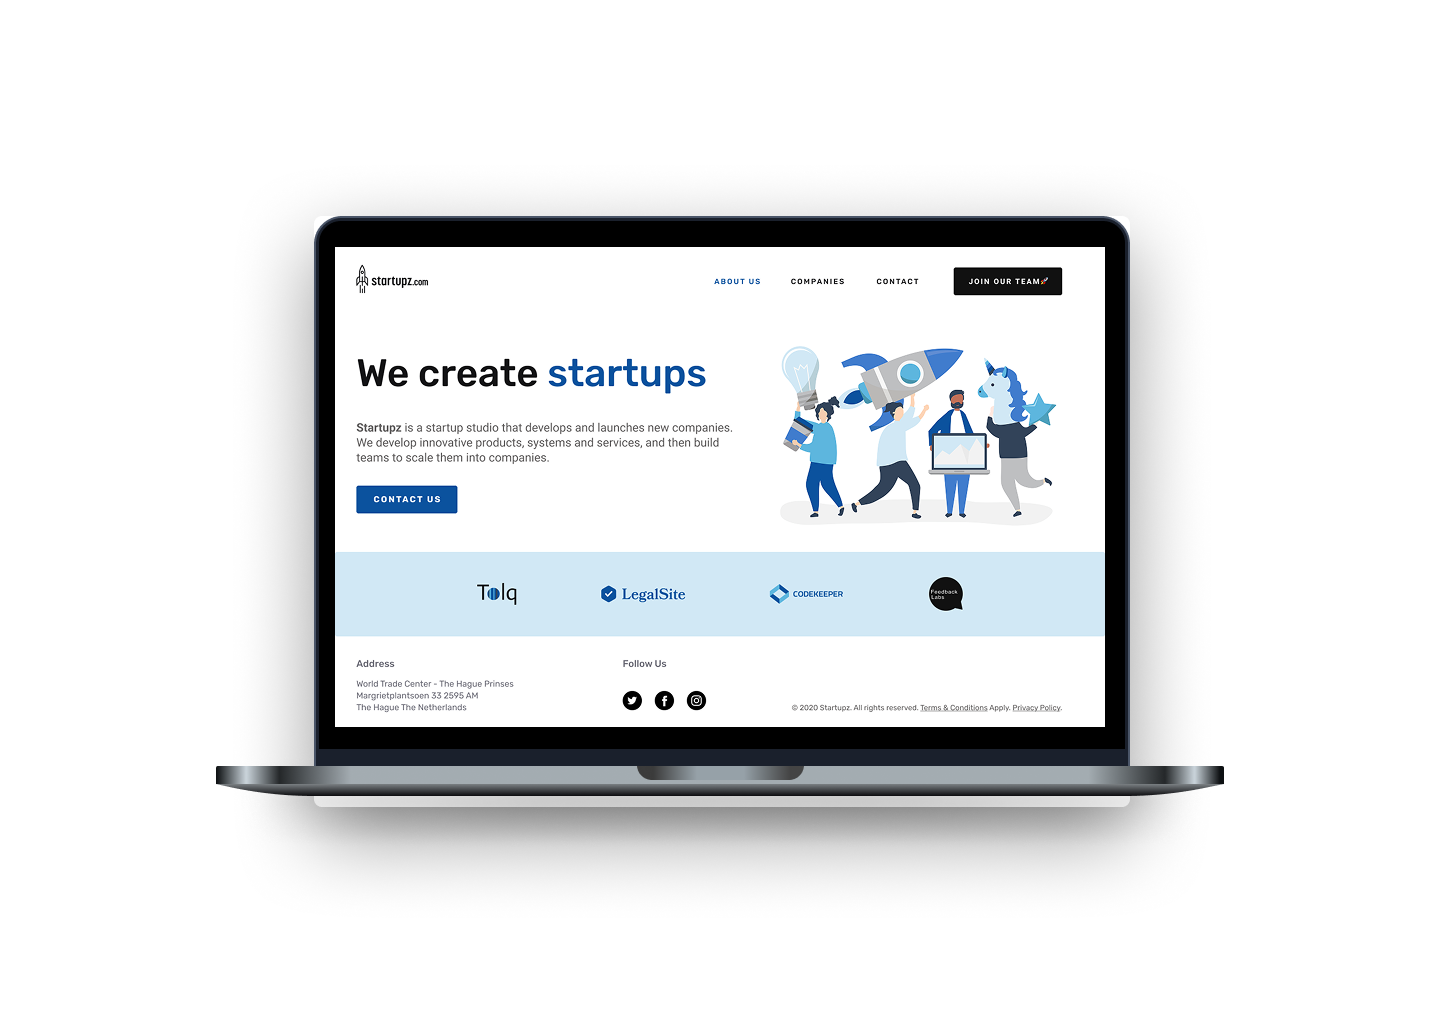 startupz.com
ABOUT US
COMPANIES
CONTACT
JOIN OUR TEAM🚀
We create startups
Startupz is a startup studio that develops and launches new companies.
We develop innovative products, systems and services, and then build
teams to scale them into companies.
CONTACT US
Tolq
LegalSite
CODEKEEPER
Feedback
Labs
Address
World Trade Center - The Hague Prinses
Margrietplantsoen 33 2595 AM
The Hague The Netherlands
Follow Us
© 2020 Startupz. All rights reserved. Terms & Conditions Apply. Privacy Policy.